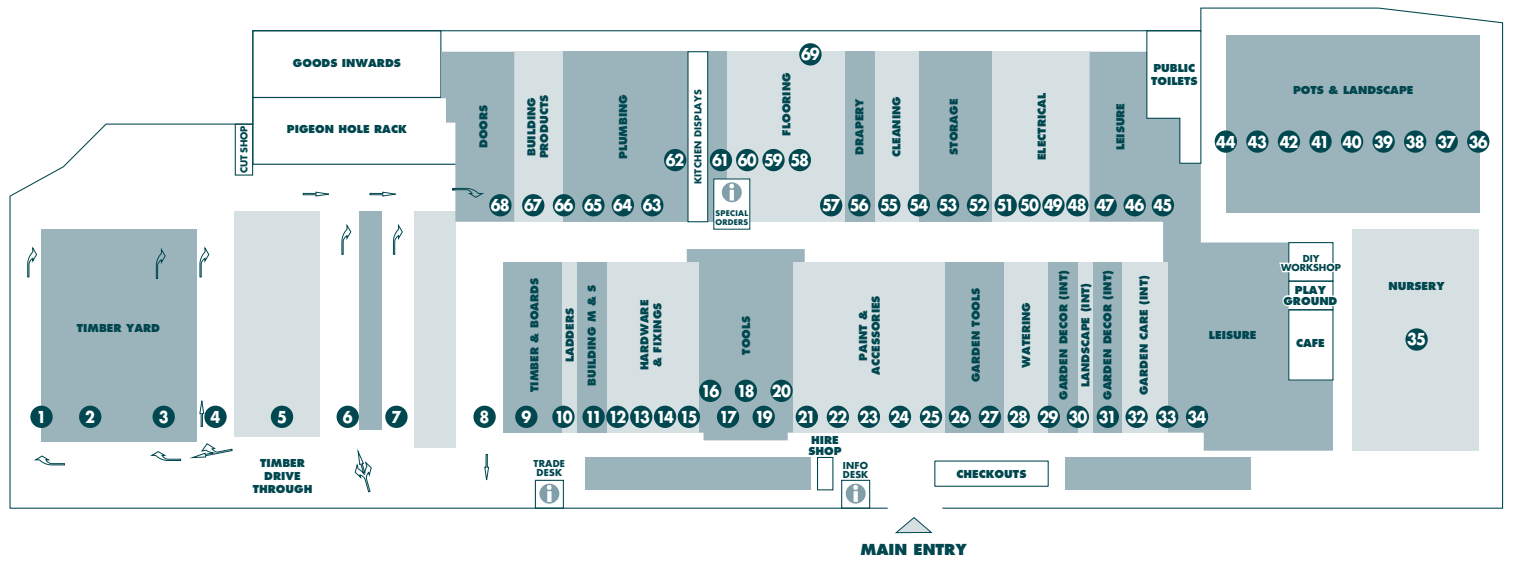 GOODS INWARDS
PIGEON HOLE RACK
CUT SHOP
DOORS
BUILDING
PRODUCTS
PLUMBING
KITCHEN DISPLAYS
FLOORING
69
DRAPERY
CLEANING
STORAGE
ELECTRICAL
LEISURE
PUBLIC
TOILETS
POTS & LANDSCAPE
44 43 42 41 40 39 38 37 36
62 61 60 59 58
68 67 66 65 64 63
i
SPECIAL
ORDERS
57 56 55 54 53 52 51 50 49 48 47 46 45
TIMBER YARD
TIMBER & BOARDS
LADDERS
BUILDING M & S
HARDWARE
& FIXINGS
TOOLS
PAINT &
ACCESSORIES
GARDEN TOOLS
WATERING
GARDEN DECOR (INT)
LANDSCAPE (INT)
GARDEN DECOR (INT)
GARDEN CARE (INT)
LEISURE
DIY
WORKSHOP
PLAY
GROUND
CAFE
NURSERY
35
16 18 20
1 2 3 4 5 6 7 8 9 10 11 12 13 14 15 17 19 21 22 23 24 25 26 27 28 29 30 31 32 33 34
TIMBER
DRIVE
THROUGH
TRADE
DESK
i
HIRE
SHOP
INFO
DESK
i
CHECKOUTS
MAIN ENTRY